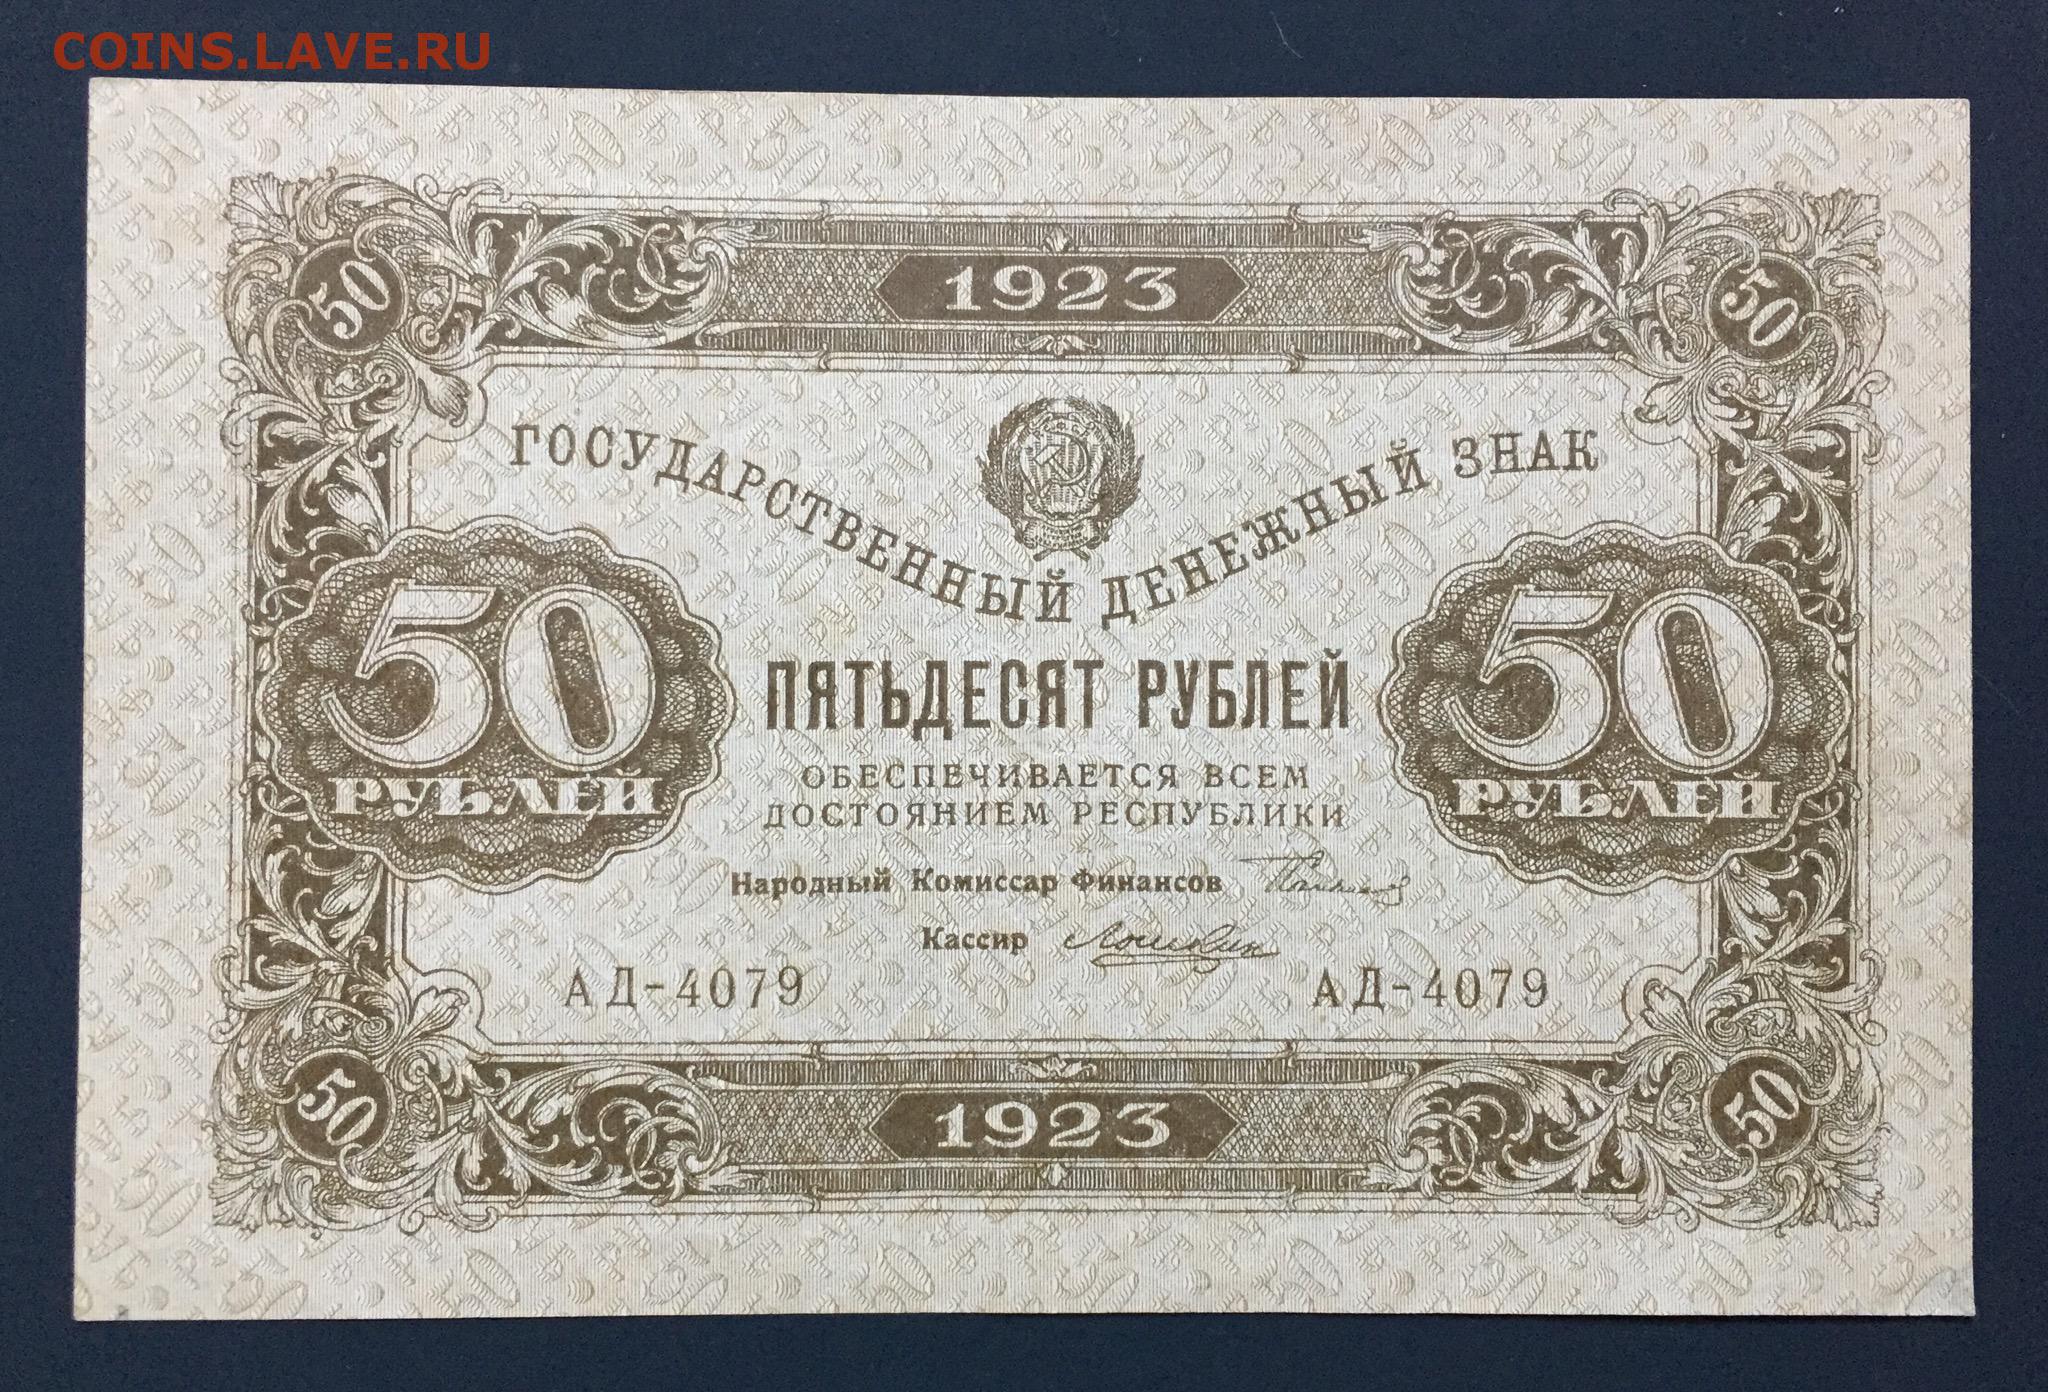 COINS.LAVE.RU
50 1923 50
ГОСУДАРСТВЕННЫЙ ДЕНЕЖНЫЙ ЗНАК
50 РУБЛЕЙ
ПЯТЬДЕСЯТ РУБЛЕЙ
50 РУБЛЕЙ
ОБЕСПЕЧИВАЕТСЯ ВСЕМ
ДОСТОЯНИЕМ РЕСПУБЛИКИ
Народный Комиссар Финансов
Кассир
АД-4079 АД-4079
50 1923 50